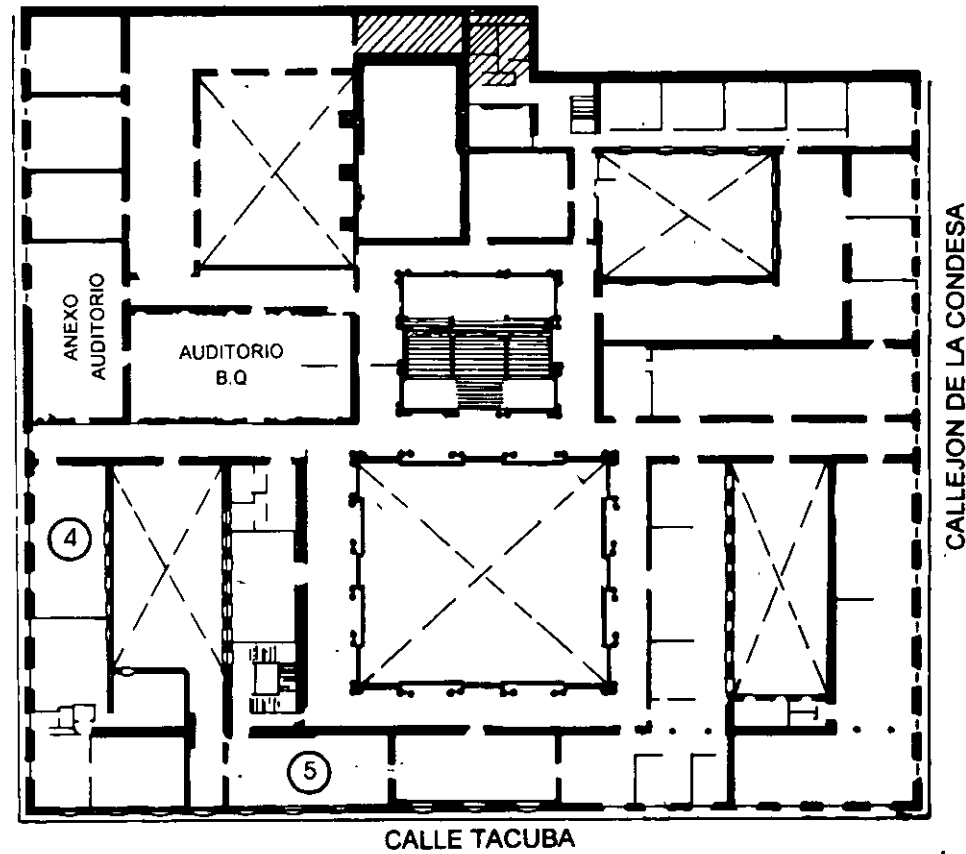 ANEXO
AUDITORIO
AUDITORIO
B.Q
4
5
CALLEJON DE LA CONDESA
CALLE TACUBA